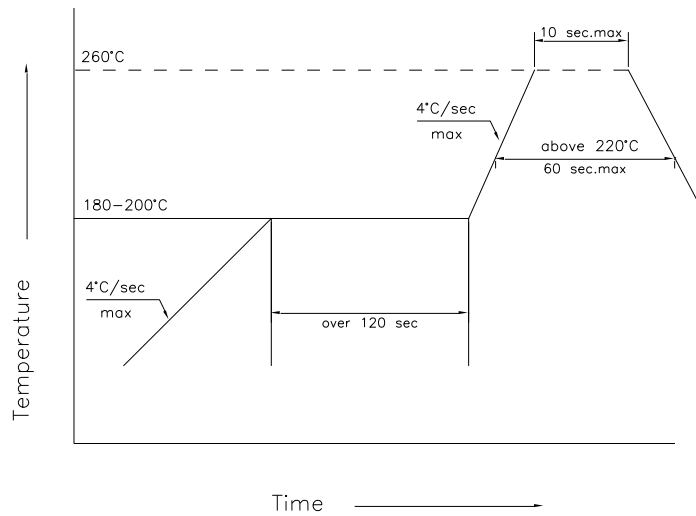 10 sec.max
260°C
4°C/sec
max
above 220°C
60 sec.max
180-200°C
4°C/sec
max
over 120 sec
Temperature
Time